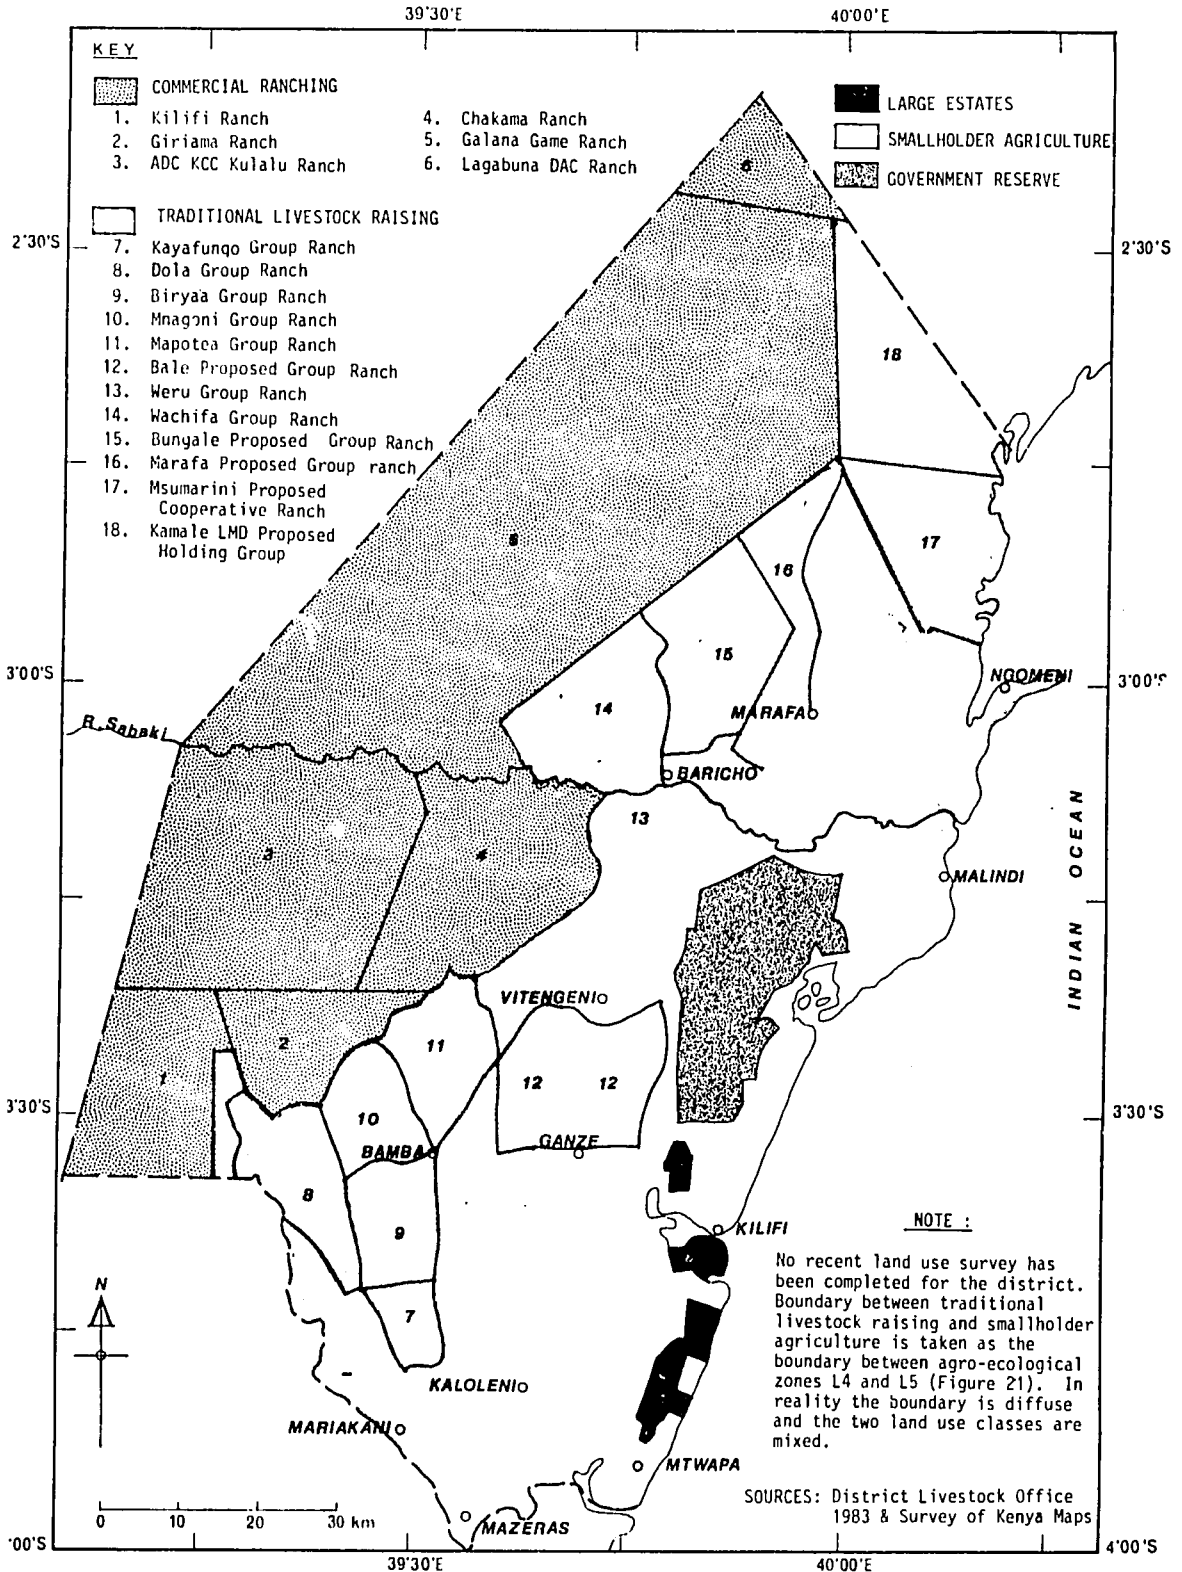 39'30'E
40'00'E
KEY
COMMERCIAL RANCHING
1. Kilifi Ranch
2. Giriama Ranch
3. ADC KCC Kulalu Ranch
4. Chakama Ranch
5. Galana Game Ranch
6. Lagabuna DAC Ranch
LARGE ESTATES
SMALLHOLDER AGRICULTURE
GOVERNMENT RESERVE
TRADITIONAL LIVESTOCK RAISING
7. Kayafungo Group Ranch
8. Dola Group Ranch
9. Biryaa Group Ranch
10. Mnagoni Group Ranch
11. Mapotea Group Ranch
12. Bale Proposed Group Ranch
13. Weru Group Ranch
14. Wachifa Group Ranch
15. Bungale Proposed Group Ranch
16. Marafa Proposed Group ranch
17. Msumarini Proposed
Cooperative Ranch
18. Kamale LMD Proposed
Holding Group
2'30'S
2'30'S
6
18
5
17
16
15
14
3'00'S
3'00'S
NGOMENI
MARAFA
R. Sabaki
BARICHO
13
3
4
MALINDI
INDIAN OCEAN
VITENGENI
2
11
1
12
12
10
3'30'S
3'30'S
BAMBA
GANZE
8
9
KILIFI
7
N
KALOLENI
MARIAKANI
MTWAPA
MAZERAS
NOTE :
No recent land use survey has
been completed for the district.
Boundary between traditional
livestock raising and smallholder
agriculture is taken as the
boundary between agro-ecological
zones L4 and L5 (Figure 21). In
reality the boundary is diffuse
and the two land use classes are
mixed.
SOURCES: District Livestock Office
1983 & Survey of Kenya Maps
0 10 20 30 km
'00'S
4'00'S
39'30'E
40'00'E